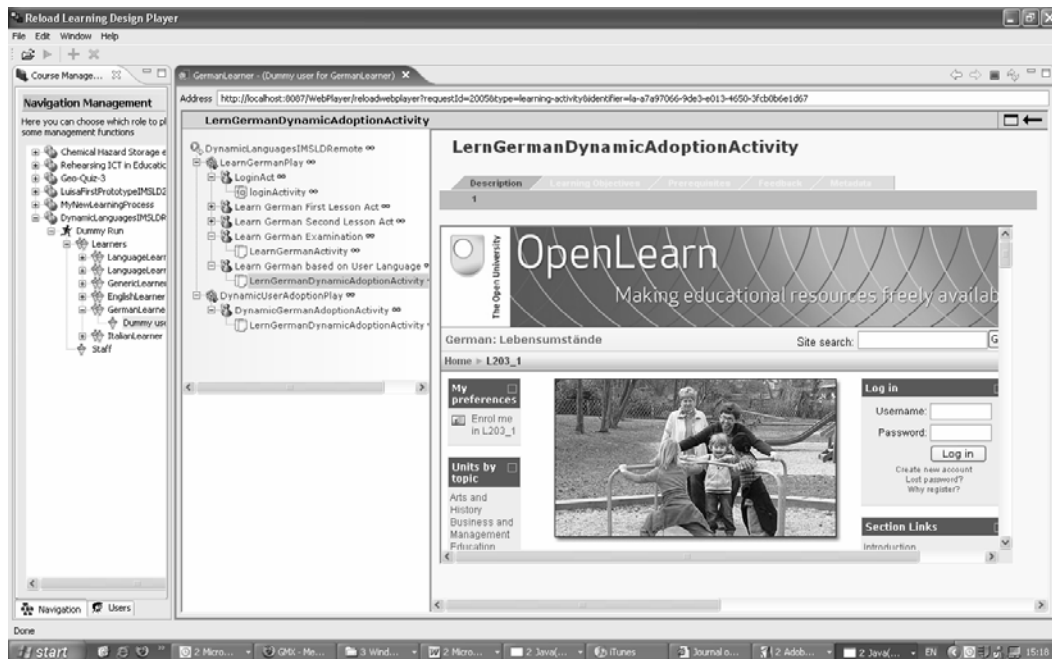 Reload Learning Design Player
File Edit Window Help
Course Manage...
Navigation Management
Here you can choose which role to pl
some management functions
Chemical Hazard Storage e
Rehearsing ICT in Educatic
Geo-Quiz-3
LuisaFirstPrototypeIMSLD2
MyNewLearningProcess
DynamicLanguagesIMSLDR
Dummy Run
Learners
LanguageLear
LanguageLear
GenericLearne
EnglishLearner
GermanLearne
Dummy use
ItalianLearner
Staff
Navigation Users
GermanLearner - (Dummy user for GermanLearner)
Address http://localhost:8087/WebPlayer/reloadwebplayer?requestId=2005&type=learning-activity&identifier=la-a7a97066-9de3-e013-4650-3fcb0b6e1d67
LernGermanDynamicAdoptionActivity
DynamicLanguagesIMSLDRemote
LearnGermanPlay
LoginAct
loginActivity
Learn German First Lesson Act
Learn German Second Lesson Act
Learn German Examination
LearnGermanActivity
Learn German based on User Language
LernGermanDynamicAdoptionActivity
DynamicUserAdoptionPlay
DynamicGermanAdoptionActivity
LernGermanDynamicAdoptionActivity
LernGermanDynamicAdoptionActivity
Description Learning Objectives Prerequisites Feedback Metadata
1
The Open University
OpenLearn
Making educational resources freely availab
German: Lebensumstände
Site search: G
Home L203_1
My
preferences
Enrol me
in L203_1
Units by
topic
Arts and
History
Business and
Management
Education
Log in
Username:
Password:
Log in
Create new account
Lost password?
Why register?
Section Links
Introduction
Done
start 2 Micro... GMX - Me... 3 Wind... 2 Micro... 2 Java(... iTunes Journal o... 2 Adob... 2 Java(... EN 15:18